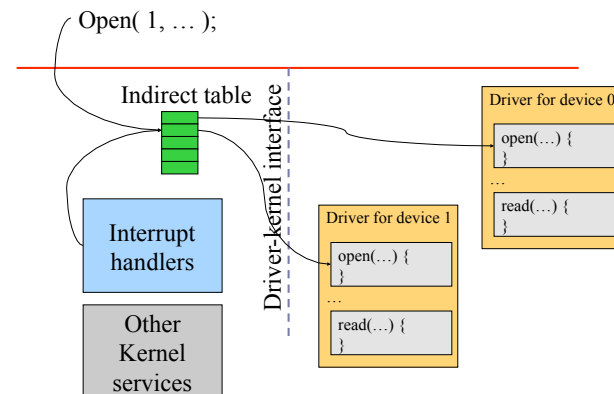 Open( 1, … );
Indirect table
Driver-kernel interface
Interrupt
handlers
Other
Kernel
services
Driver for device 0
open(…) {
}
…
read(…) {
}
Driver for device 1
open(…) {
}
…
read(…) {
}